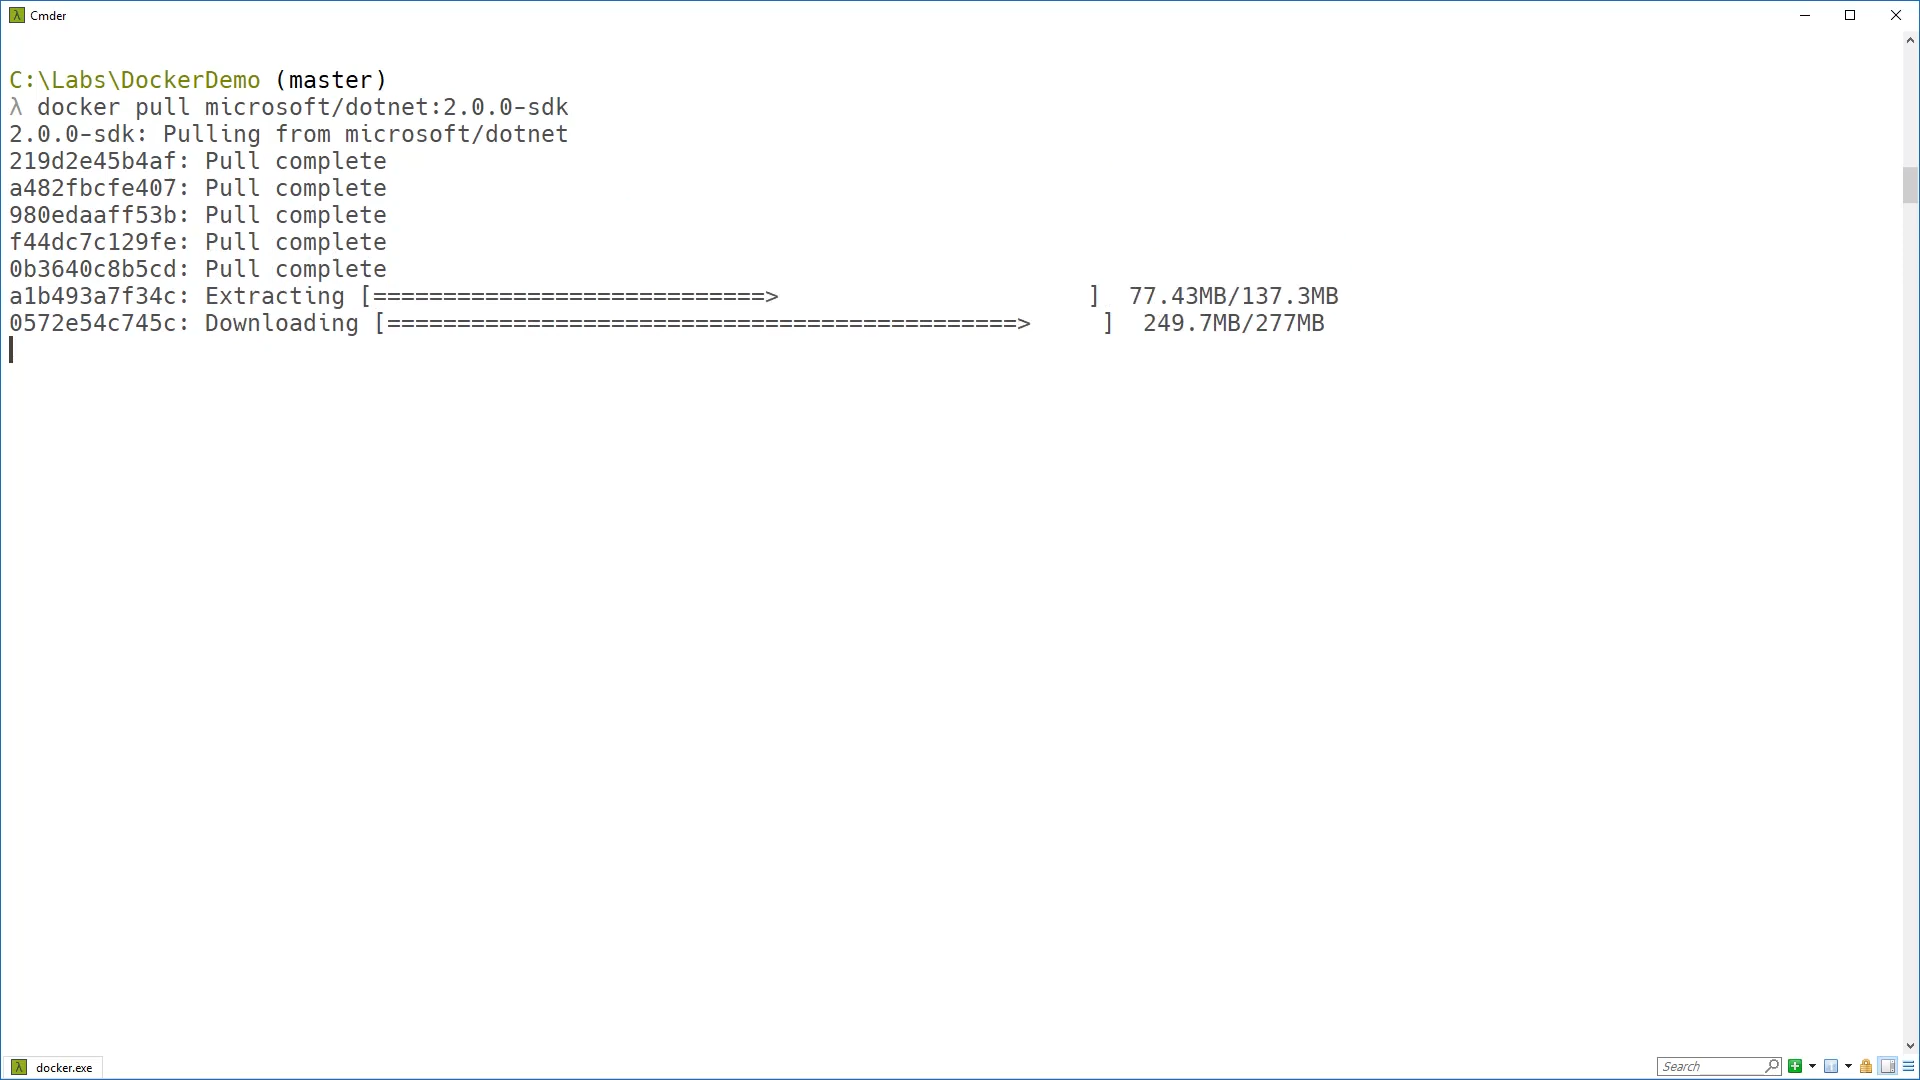 Cmder
C:\Labs\DockerDemo (master)
λ docker pull microsoft/dotnet:2.0.0-sdk
2.0.0-sdk: Pulling from microsoft/dotnet
219d2e45b4af: Pull complete
a482fbcfe407: Pull complete
980edaaff53b: Pull complete
f44dc7c129fe: Pull complete
0b3640c8b5cd: Pull complete
a1b493a7f34c: Extracting [============================>                      ]  77.43MB/137.3MB
0572e54c745c: Downloading [=============================================>     ]  249.7MB/277MB
docker.exe
Search